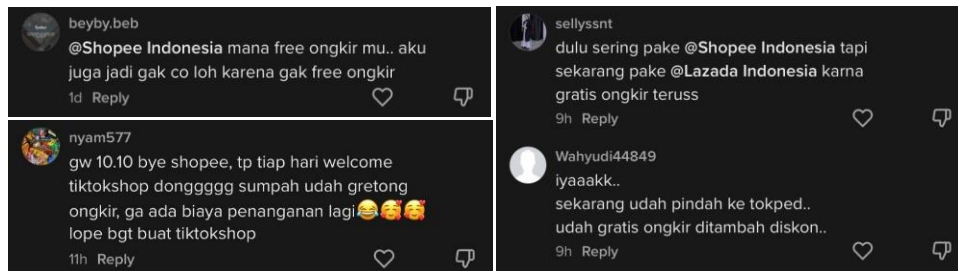 beyby.beb
@Shopee Indonesia mana free ongkir mu.. aku
juga jadi gak co loh karena gak free ongkir
1d Reply
nyam577
gw 10.10 bye shopee, tp tiap hari welcome
tiktokshop donggggg sumpah udah gretong
ongkir, ga ada biaya penanganan lagi😂🥰🥰
lope bgt buat tiktokshop
11h Reply
sellyssnt
dulu sering pake @Shopee Indonesia tapi
sekarang pake @Lazada Indonesia karna
gratis ongkir teruss
9h Reply
Wahyudi44849
iyaaakk..
sekarang udah pindah ke tokped..
udah gratis ongkir ditambah diskon..
9h Reply